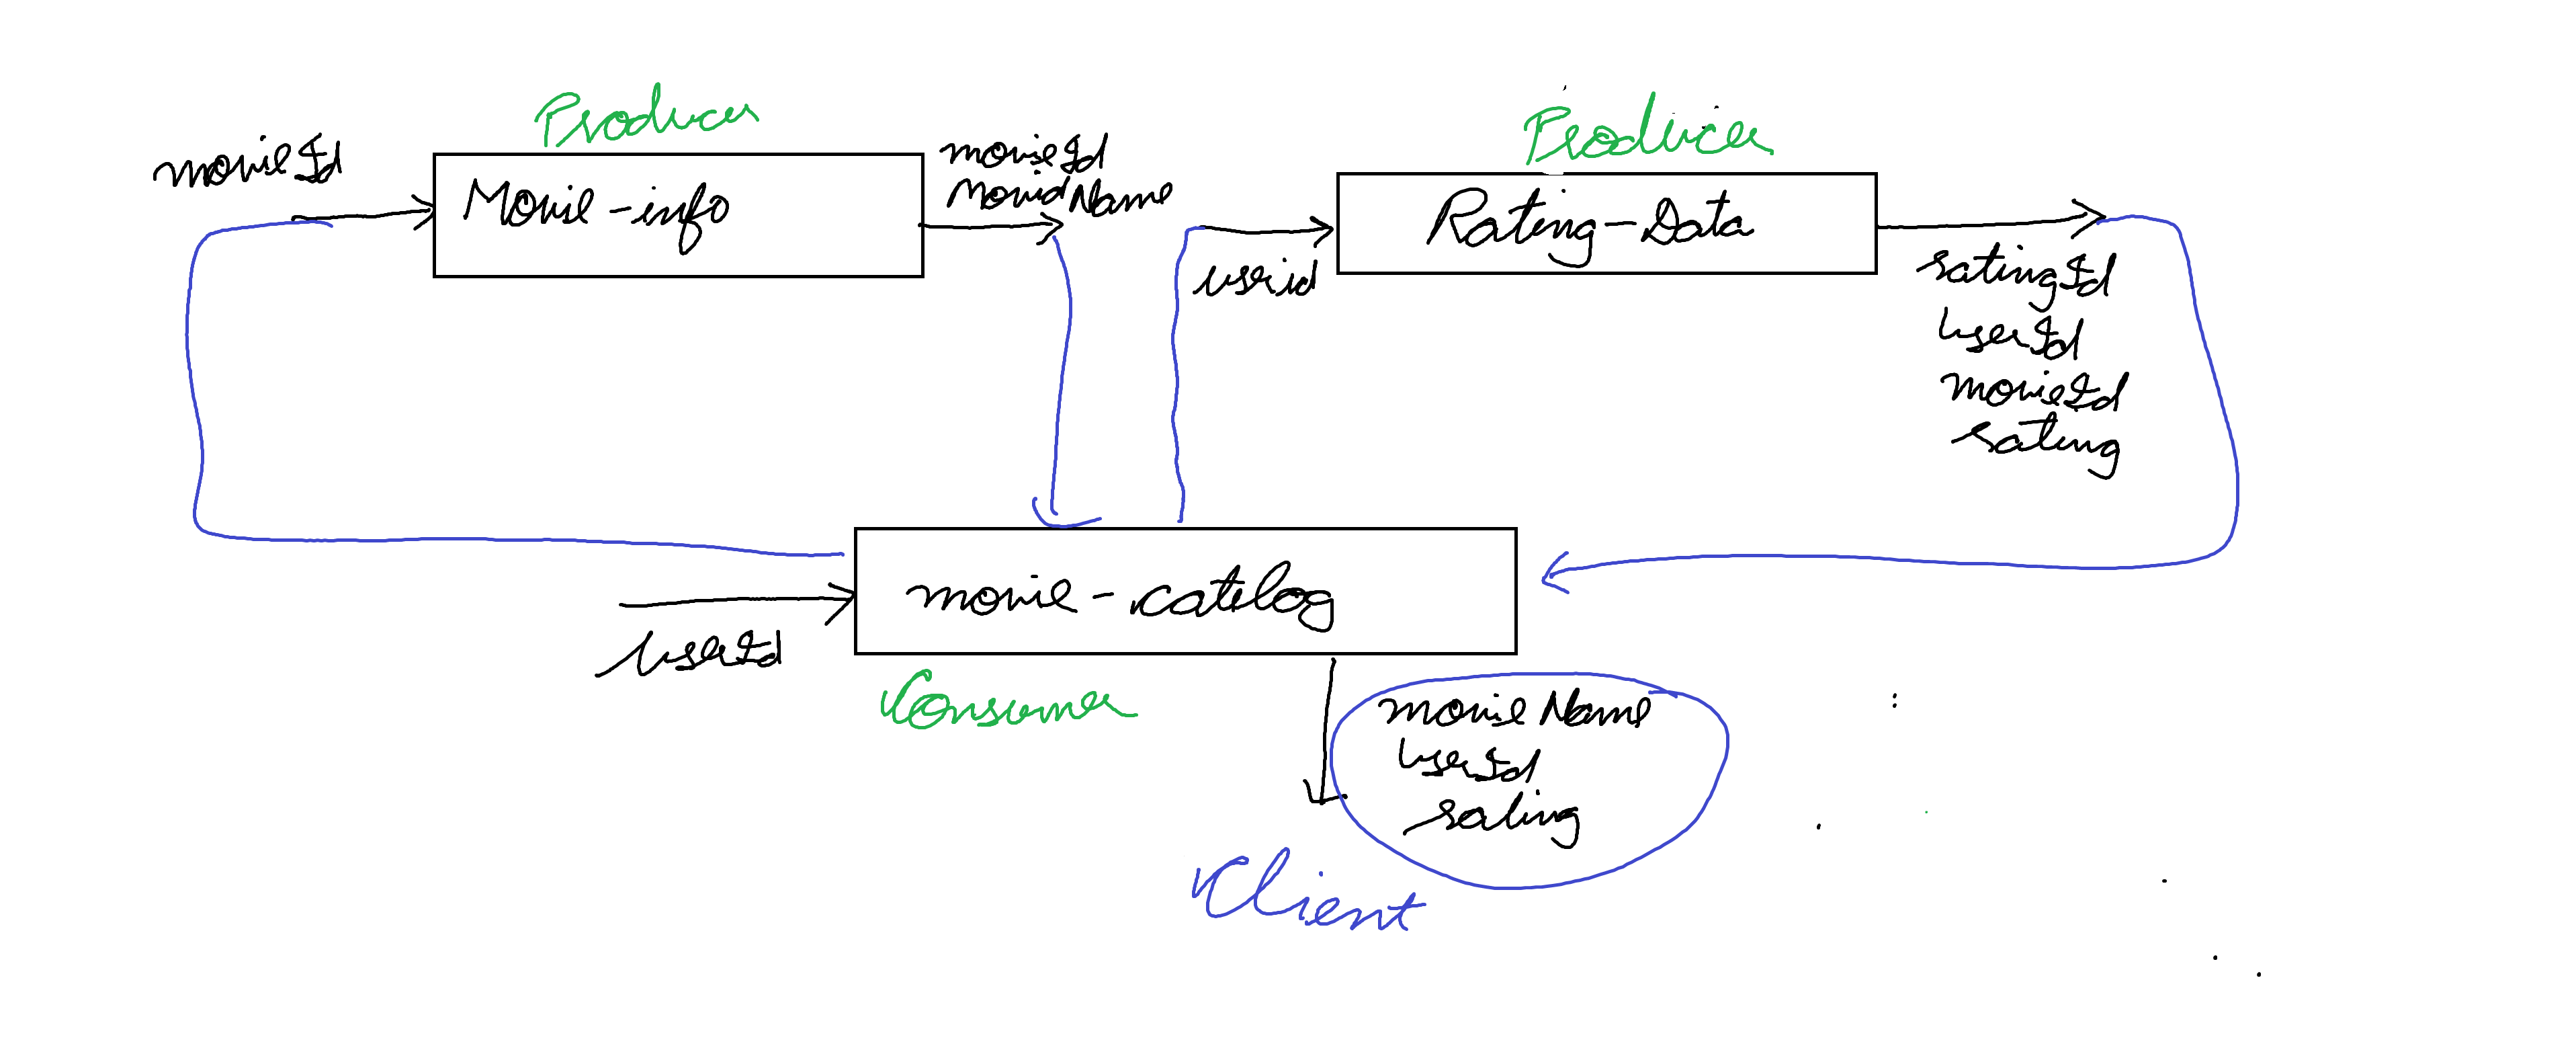 Producer
Producer
movieId
Movie-info
movieId
MovieName
userid
Rating-Data
ratingId
userId
movieId
rating
userId
movie-catelog
Consumer
movieName
userId
rating
Client